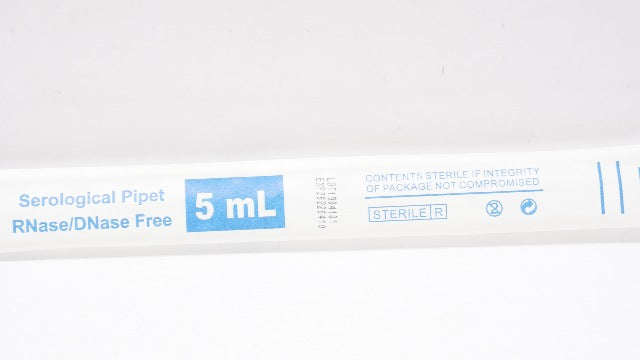 Serological Pipet
RNase/DNase Free
5 mL
CONTENTS STERILE IF INTEGRITY
OF PACKAGE NOT COMPROMISED
STERILE R